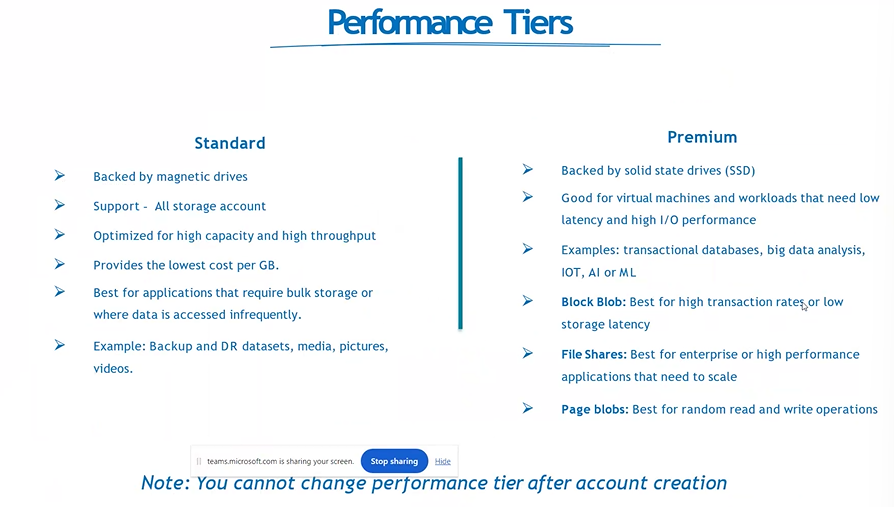 Performance Tiers
Standard
Backed by magnetic drives
Support - All storage account
Optimized for high capacity and high throughput
Provides the lowest cost per GB.
Best for applications that require bulk storage or
where data is accessed infrequently.
Example: Backup and DR datasets, media, pictures,
videos.
Premium
Backed by solid state drives (SSD)
Good for virtual machines and workloads that need low
latency and high I/O performance
Examples: transactional databases, big data analysis,
IOT, AI or ML
Block Blob: Best for high transaction rates or low
storage latency
File Shares: Best for enterprise or high performance
applications that need to scale
Page blobs: Best for random read and write operations
teams.microsoft.com is sharing your screen. Stop sharing Hide
Note: You cannot change performance tier after account creation